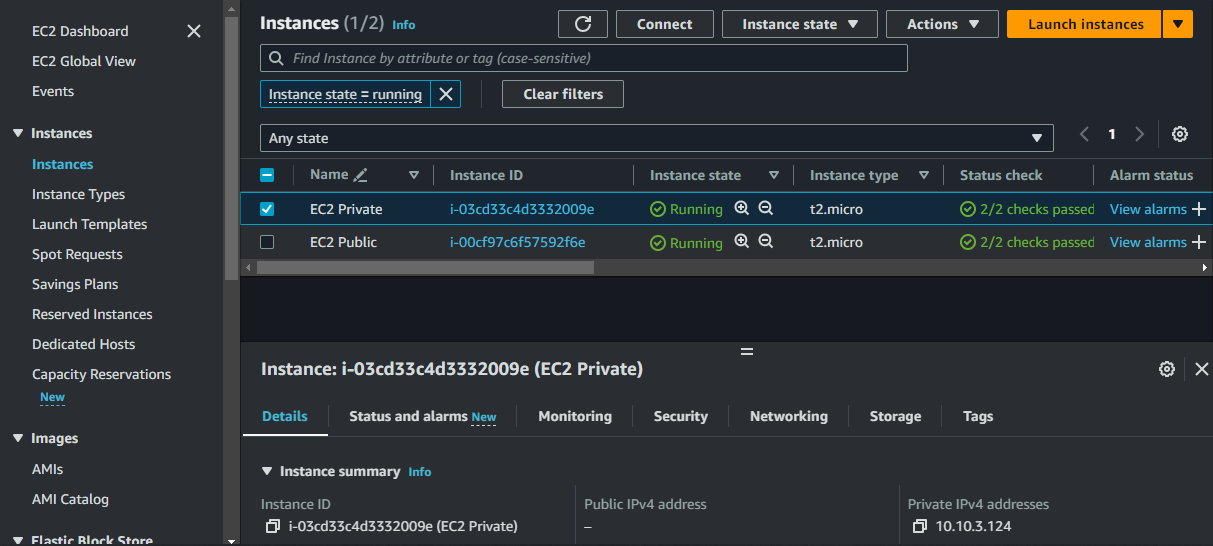 EC2 Dashboard
EC2 Global View
Events
Instances
Instances
Instance Types
Launch Templates
Spot Requests
Savings Plans
Reserved Instances
Dedicated Hosts
Capacity Reservations
New
Images
AMIs
AMI Catalog
Elastic Block Store
Instances (1/2) Info
Connect
Instance state
Actions
Launch instances
Find Instance by attribute or tag (case-sensitive)
Instance state = running
Clear filters
Any state
1
Name Instance ID Instance state Instance type Status check Alarm status
EC2 Private i-03cd33c4d3332009e Running t2.micro 2/2 checks passed View alarms
EC2 Public i-00cf97c6f57592f6e Running t2.micro 2/2 checks passed View alarms
Instance: i-03cd33c4d3332009e (EC2 Private)
Details Status and alarms New Monitoring Security Networking Storage Tags
Instance summary Info
Instance ID
i-03cd33c4d3332009e (EC2 Private)
Public IPv4 address
–
Private IPv4 addresses
10.10.3.124